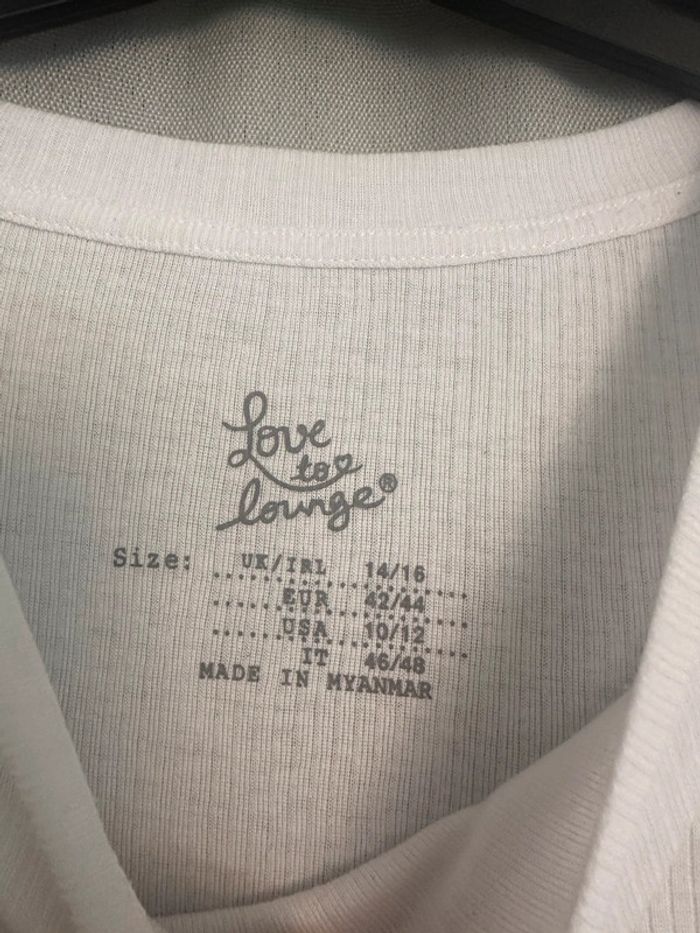 Love
to
lounge®
Size: UK/IRL 14/16
EUR 42/44
USA 10/12
IT 46/48
MADE IN MYANMAR